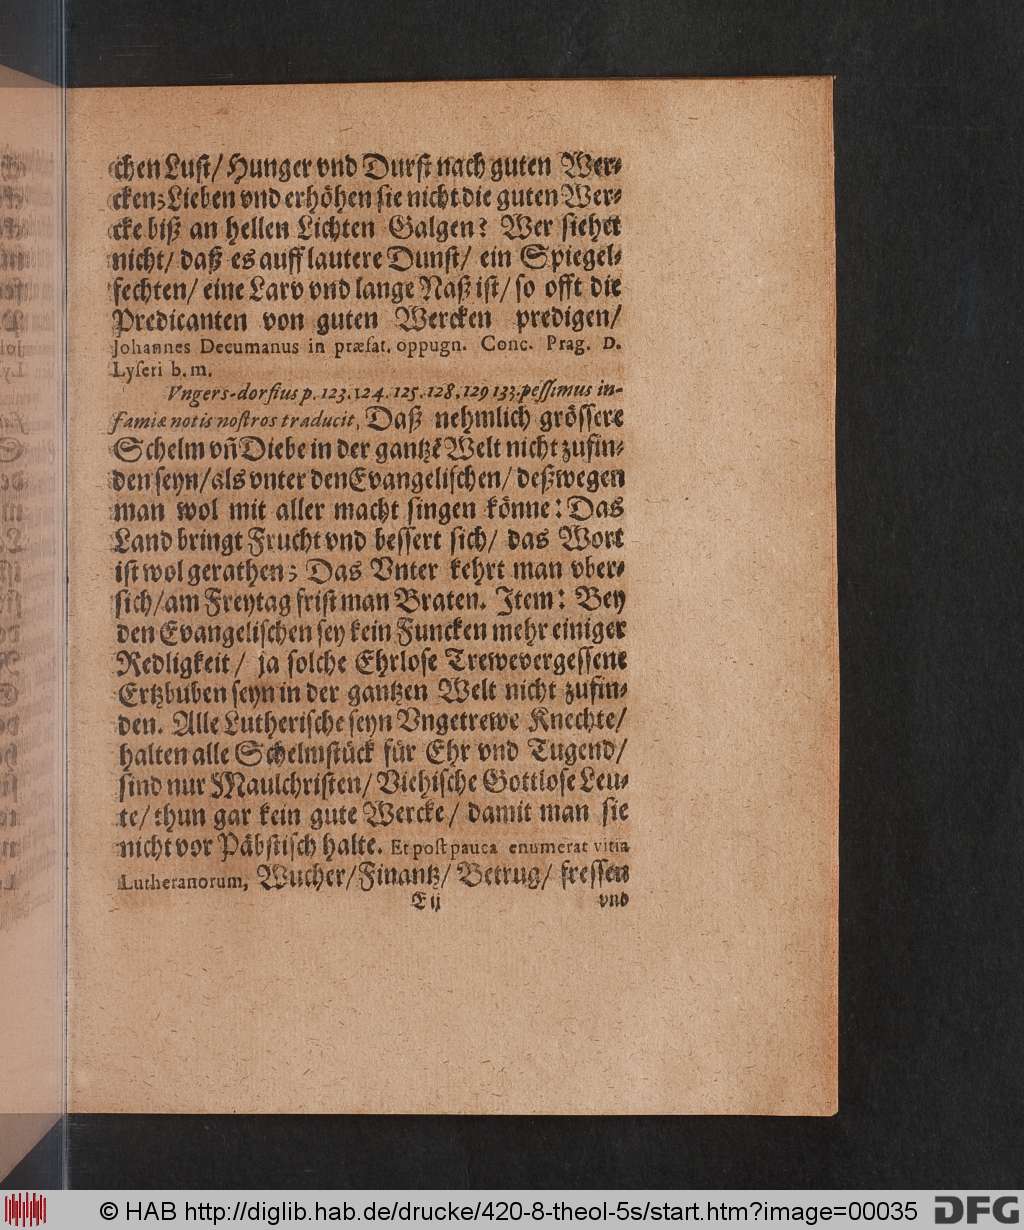 chen Lust/ Hunger vnd Durst nach guten Wer-
cken; Lieben vnd erhöhen sie nicht die guten Wer-
cke biß an hellen Lichten Galgen? Wer siehet
nicht/ daß es auff lautere Dunst/ ein Spiegel-
fechten/ eine Larv vnd lange Naß ist/ so offt die
Predicanten von guten Wercken predigen/
Johannes Decumanus in præfat. oppugn. Conc. Prag. D.
Lyseri b. m.
Vngers-dorfius p. 123. 124. 125. 128. 129 133. pessimus in-
famiæ notis nostros traducit, Daß nehmlich grössere
Schelm vñ Diebe in der gantzē Welt nicht zufin-
den seyn/ als vnter den Evangelischen/ deßwegen
man wol mit aller macht singen könne: Das
Land bringt Frucht vnd bessert sich/ das Wort
ist wol gerathen; Das Vnter kehrt man vber-
sich/ am Freytag frist man Braten. Item: Bey
den Evangelischen sey kein Funcken mehr einiger
Redligkeit/ ja solche Ehrlose Trewevergessene
Ertzbuben seyn in der gantzen Welt nicht zufin-
den. Alle Lutherische seyn Vngetrewe Knechte/
halten alle Schelmstück für Ehr vnd Tugend/
sind nur Maulchristen/ Viehische Gottlose Leu-
te/ thun gar kein gute Wercke/ damit man sie
nicht vor Päbstisch halte. Et post pauca enumerat vitia
Lutheranorum, Wucher/ Finantz/ Betrug/ fressen
E ij vnd
© HAB http://diglib.hab.de/drucke/420-8-theol-5s/start.htm?image=00035
DFG